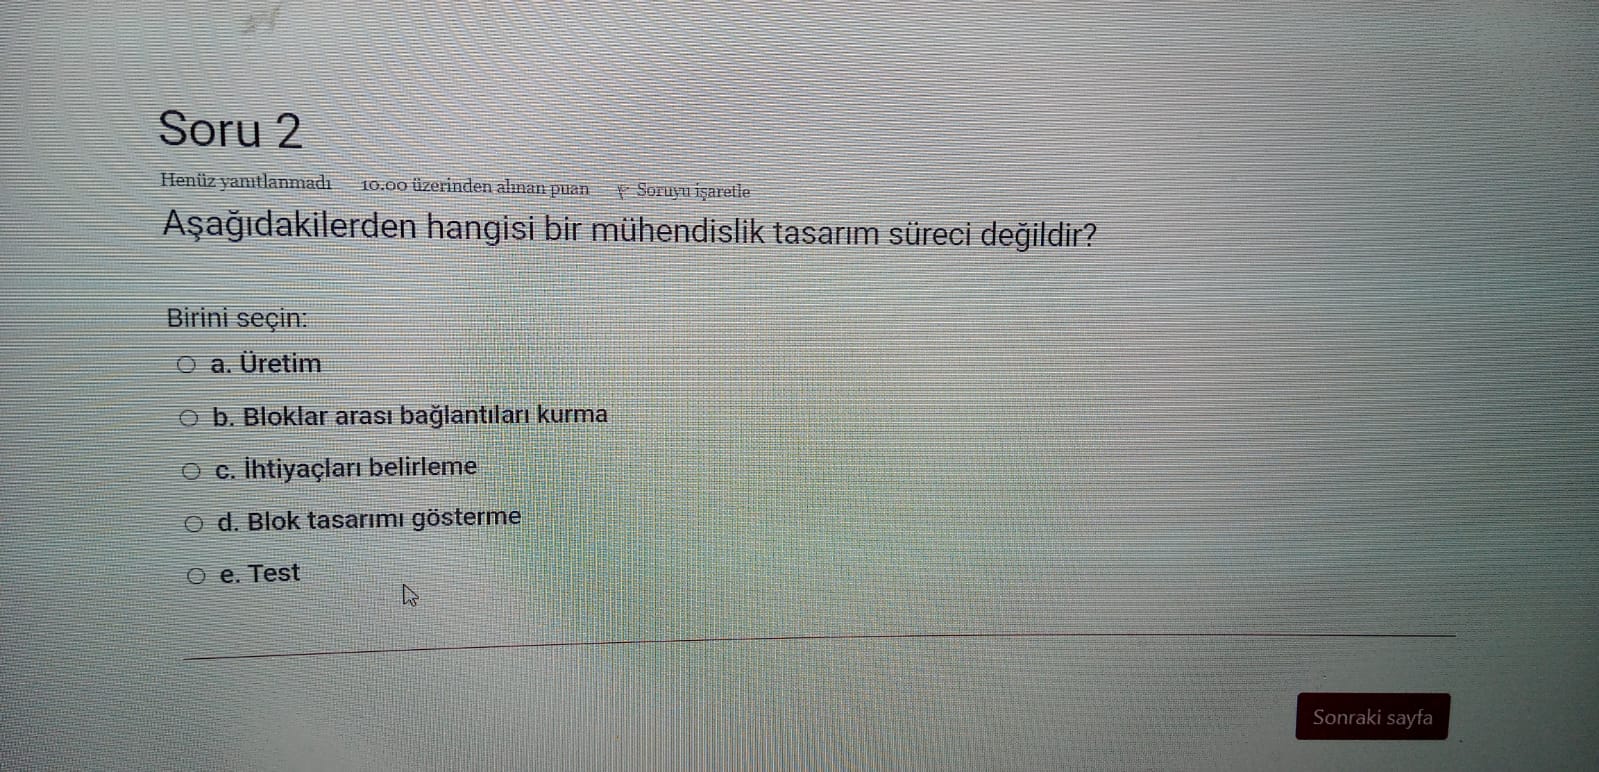 Soru 2
Henüz yanıtlanmadı 10.00 üzerinden alınan puan Soruyu işaretle
Aşağıdakilerden hangisi bir mühendislik tasarım süreci değildir?
Birini seçin:
a. Üretim
b. Bloklar arası bağlantıları kurma
c. İhtiyaçları belirleme
d. Blok tasarımı gösterme
e. Test
Sonraki sayfa